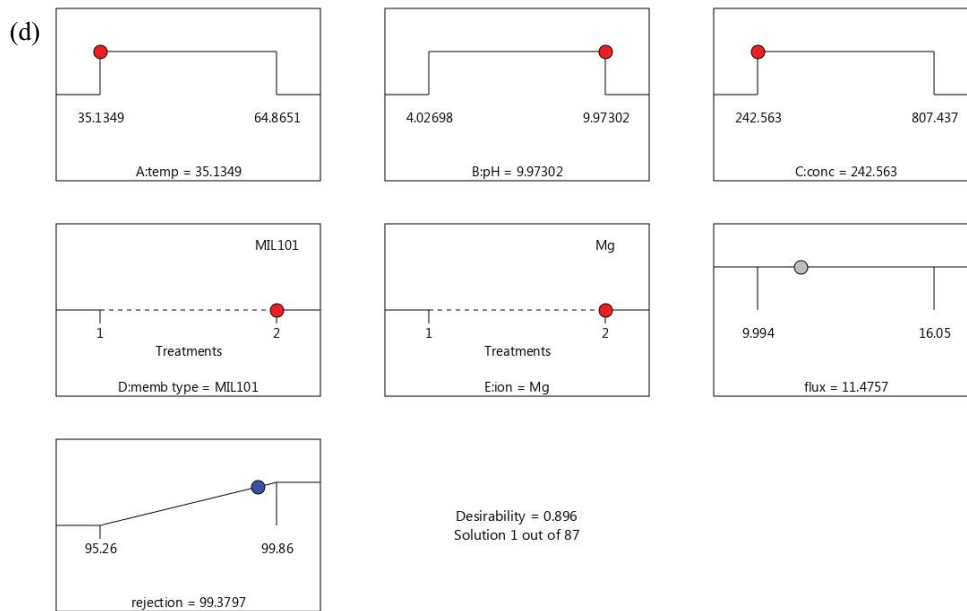 (d)
35.1349 64.8651
A:temp = 35.1349
4.02698 9.97302
B:pH = 9.97302
242.563 807.437
C:conc = 242.563
MIL101
1 2
Treatments
D:memb type = MIL101
Mg
1 2
Treatments
E:ion = Mg
9.994 16.05
flux = 11.4757
95.26 99.86
rejection = 99.3797
Desirability = 0.896
Solution 1 out of 87